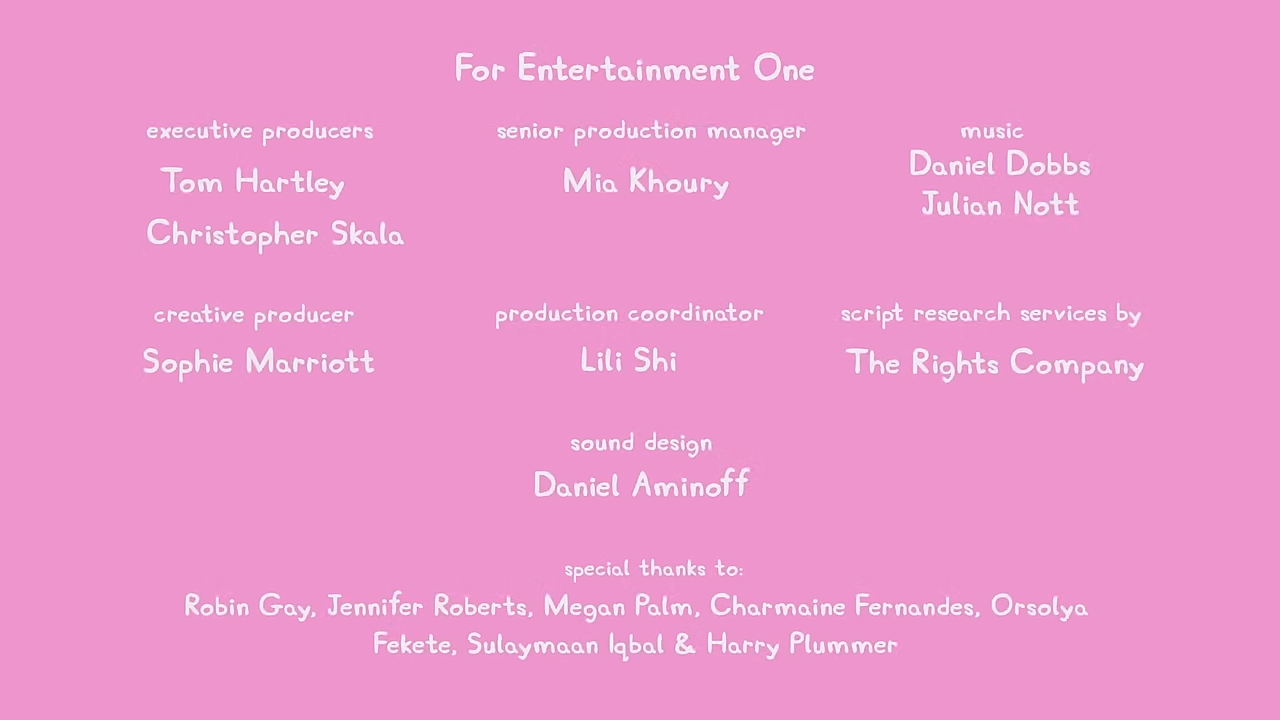 For Entertainment One
executive producers
Tom Hartley
Christopher Skala
senior production manager
Mia Khoury
music
Daniel Dobbs
Julian Nott
creative producer
Sophie Marriott
production coordinator
Lili Shi
script research services by
The Rights Company
sound design
Daniel Aminoff
special thanks to:
Robin Gay, Jennifer Roberts, Megan Palm, Charmaine Fernandes, Orsolya
Fekete, Sulaymaan Iqbal & Harry Plummer